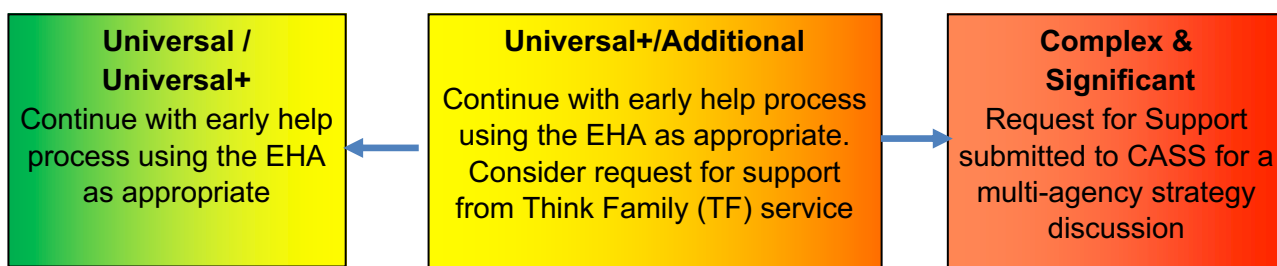 Universal /
Universal+
Continue with early help
process using the EHA
as appropriate
Universal+/Additional
Continue with early help process
using the EHA as appropriate.
Consider request for support
from Think Family (TF) service
Complex &
Significant
Request for Support
submitted to CASS for a
multi-agency strategy
discussion